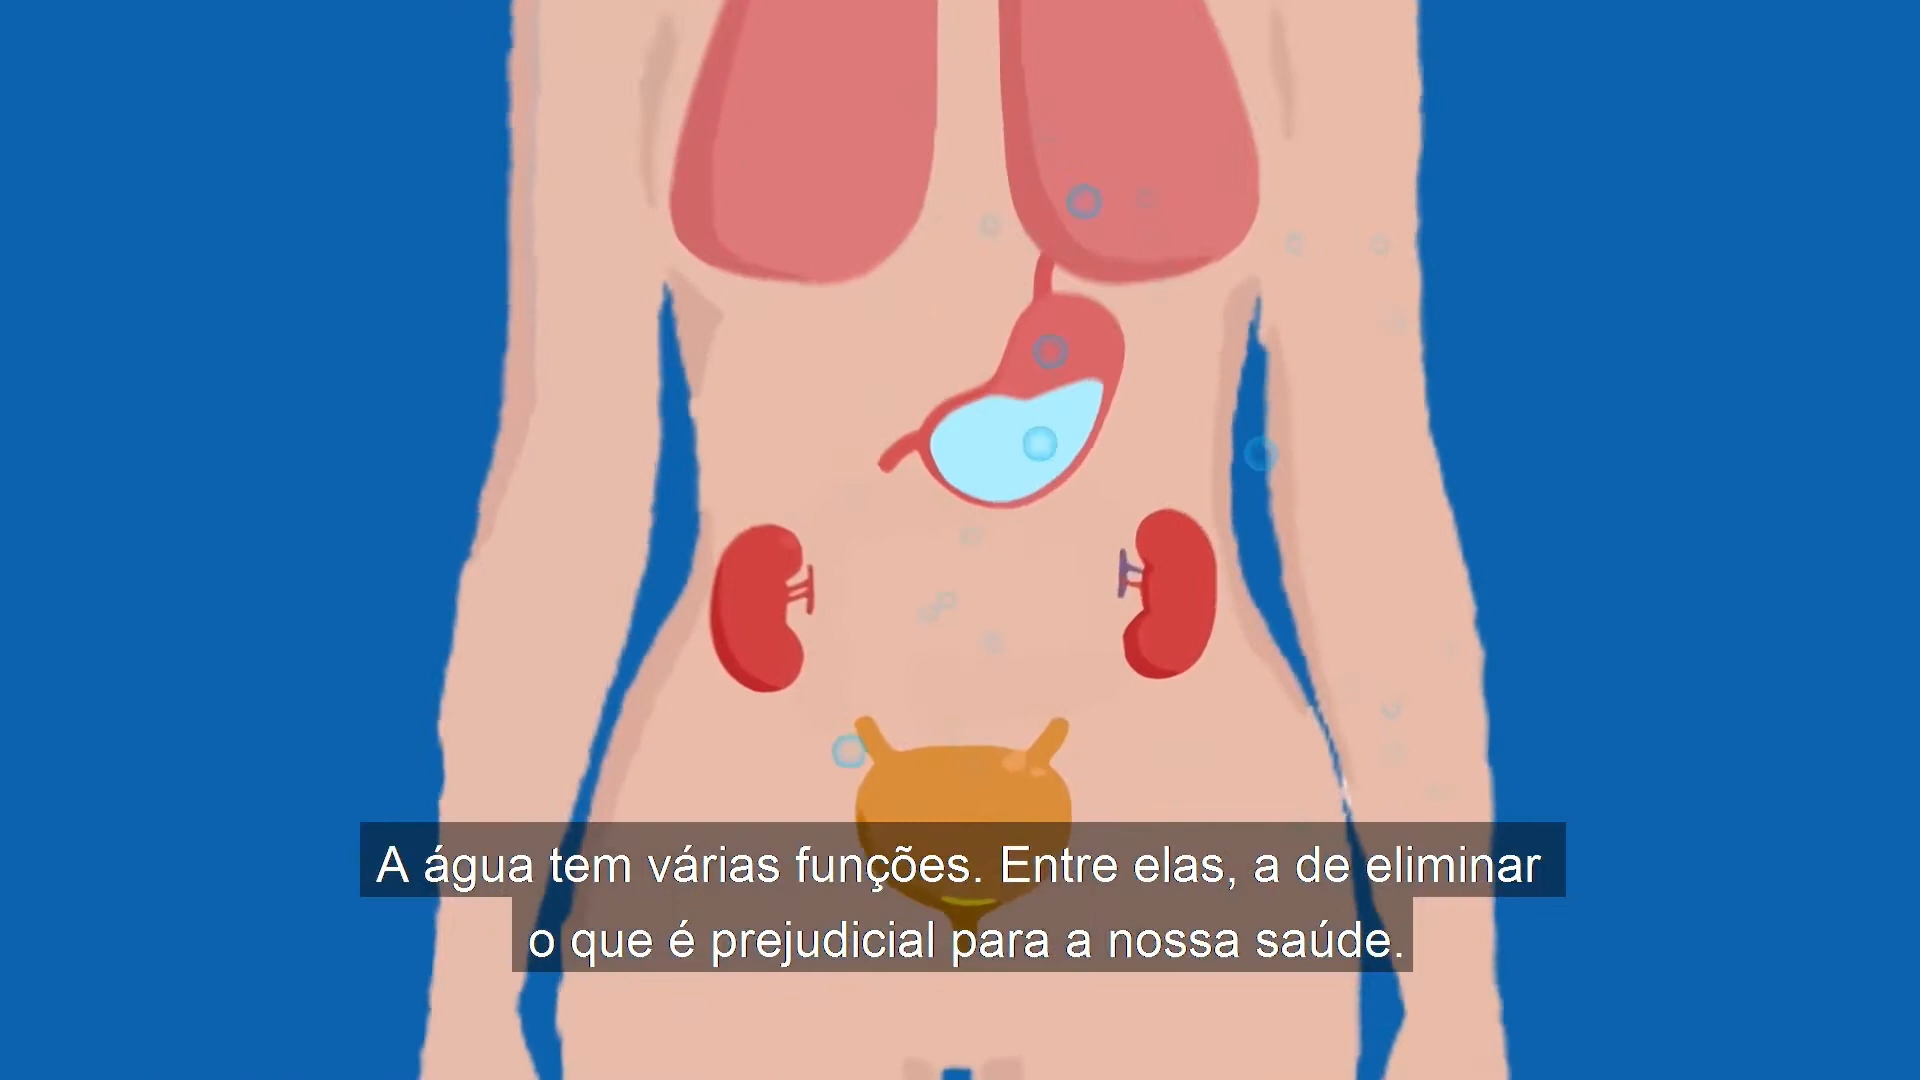 A água tem várias funções. Entre elas, a de eliminar
o que é prejudicial para a nossa saúde.